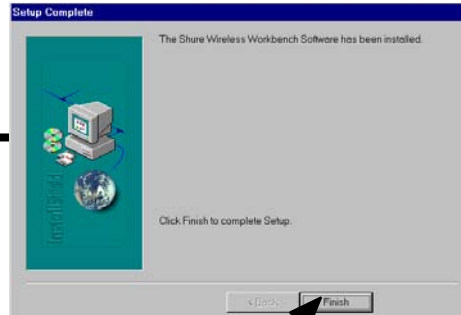 Setup Complete
The Shure Wireless Workbench Software has been installed.
InstallShield
Click Finish to complete Setup.
< Back
Finish